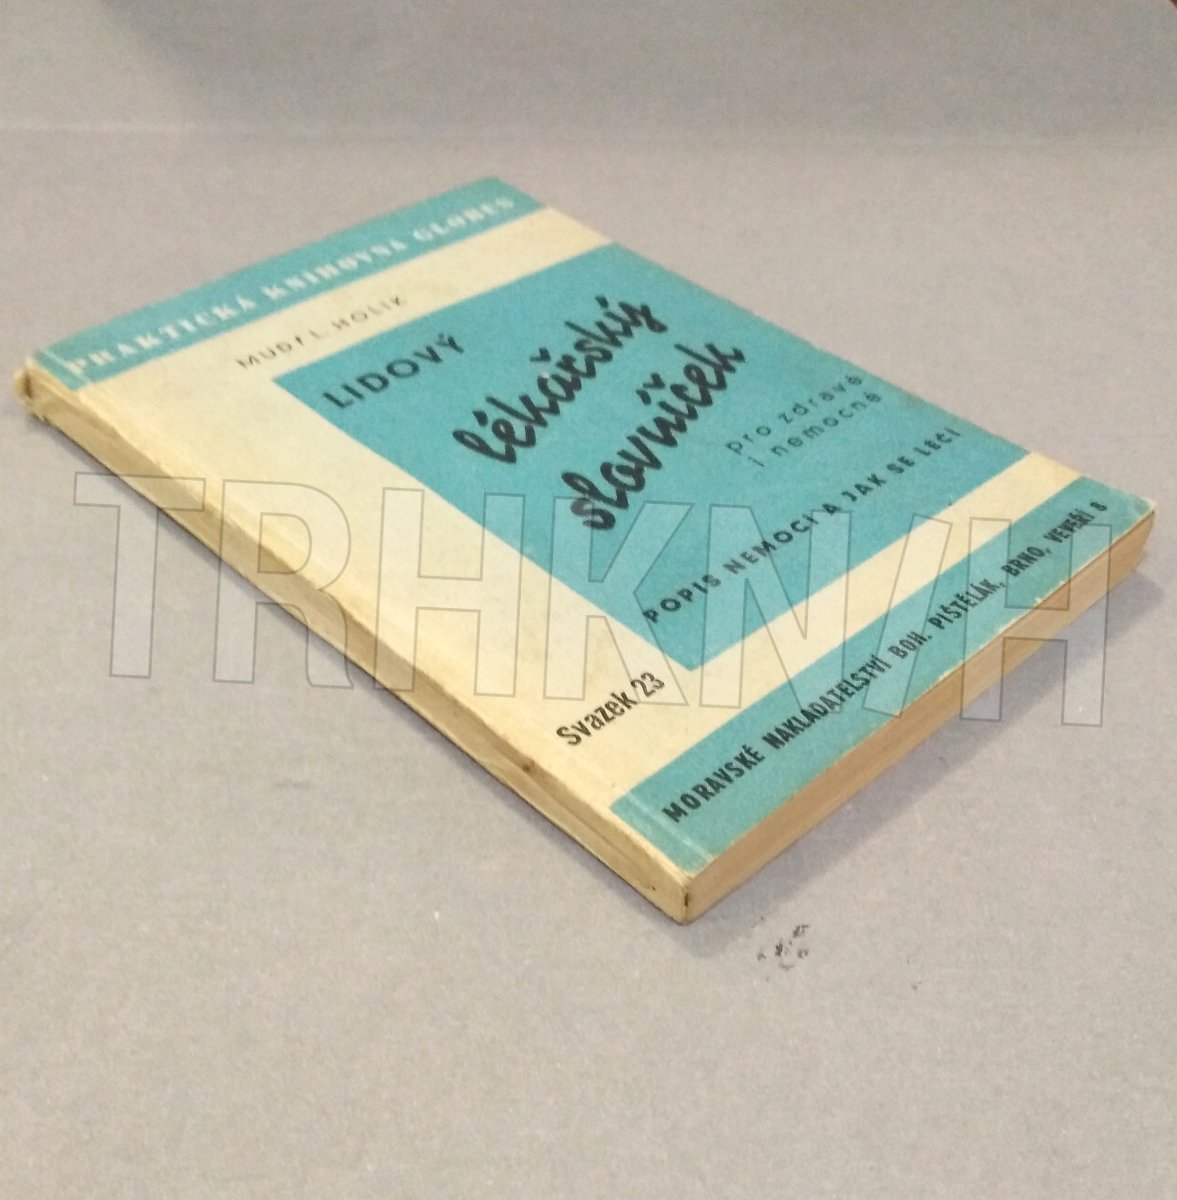 PRAKTICKÁ KNIHOVNA GLOBUS
MUDr L. HOLÍK
LIDOVÝ
lékařský
slovníček
pro zdravé
i nemocné
POPIS NEMOCÍ A JAK SE LÉČÍ
Svazek 23
MORAVSKÉ NAKLADATELSTVÍ BOH. PIŠTĚLÁK, BRNO, VEVEŘÍ 8
TRHKNIH